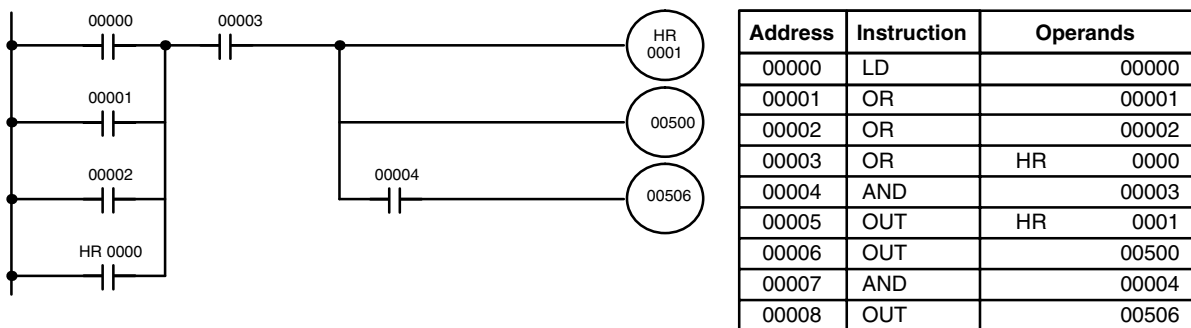 00000
00003
HR
0001
00001
00500
00002
00004
00506
HR 0000
Address Instruction Operands
00000 LD 00000
00001 OR 00001
00002 OR 00002
00003 OR HR 0000
00004 AND 00003
00005 OUT HR 0001
00006 OUT 00500
00007 AND 00004
00008 OUT 00506